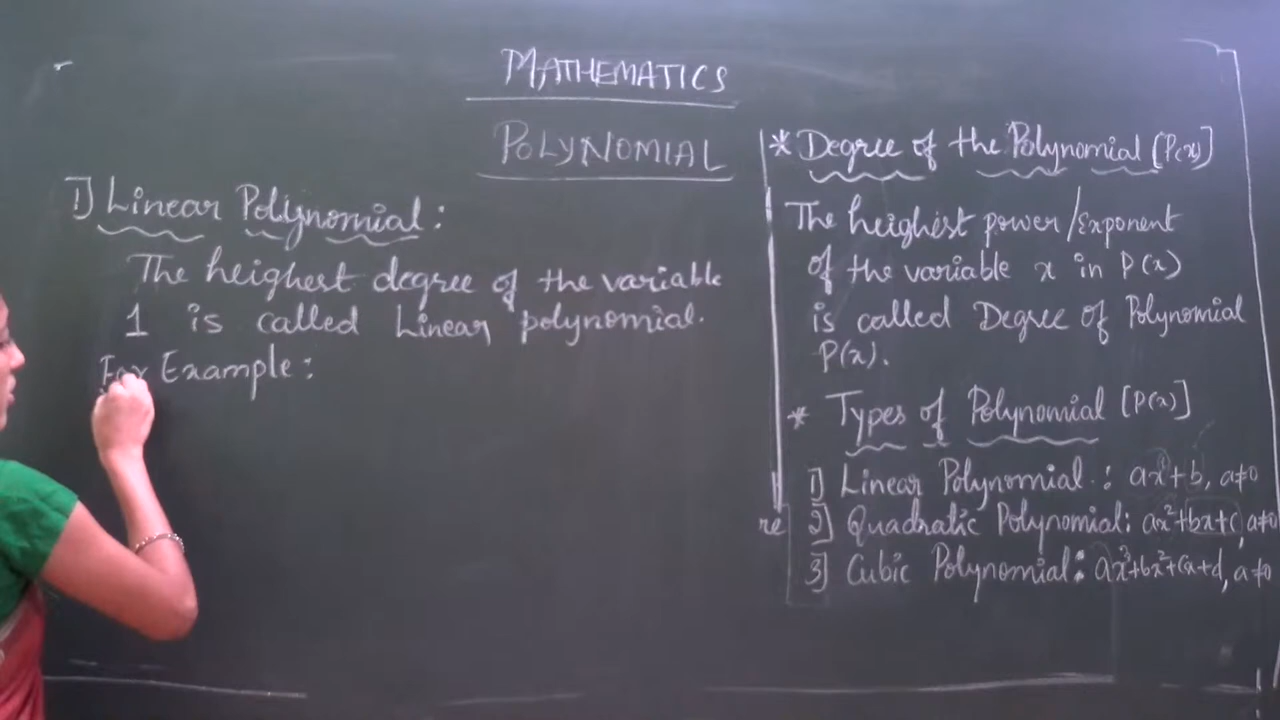 MATHEMATICS
POLYNOMIAL
1) Linear Polynomial :
The heighest degree of the variable
1 is called Linear polynomial.
For Example :
* Degree of the Polynomial [P(x)]
The heighest power/Exponent
of the variable x in P(x)
is called Degree of Polynomial
P(x).
* Types of Polynomial [P(x)]
1) Linear Polynomial : ax¹+b, a≠0
re 2) Quadratic Polynomial : ax²+bx+c, a≠0
3) Cubic Polynomial : ax³+bx²+cx+d, a≠0